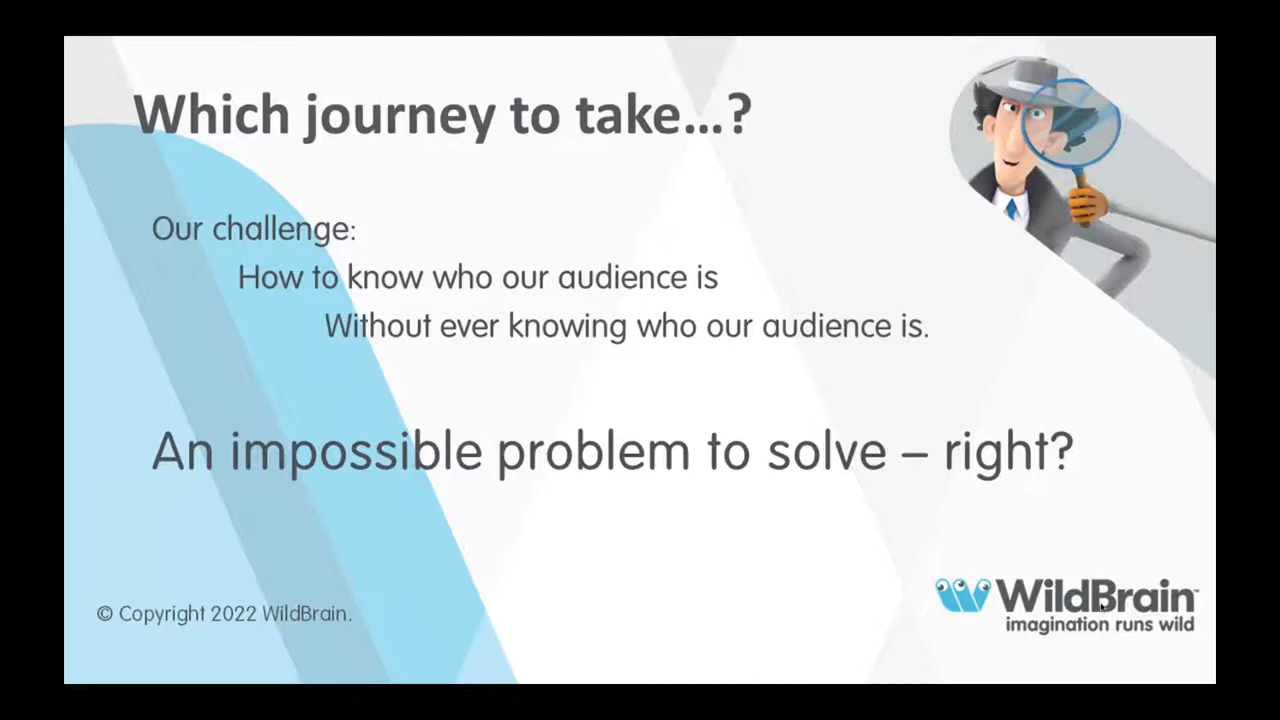 Which journey to take...?
Our challenge:
How to know who our audience is
Without ever knowing who our audience is.
An impossible problem to solve – right?
© Copyright 2022 WildBrain.
WildBrain™
imagination runs wild